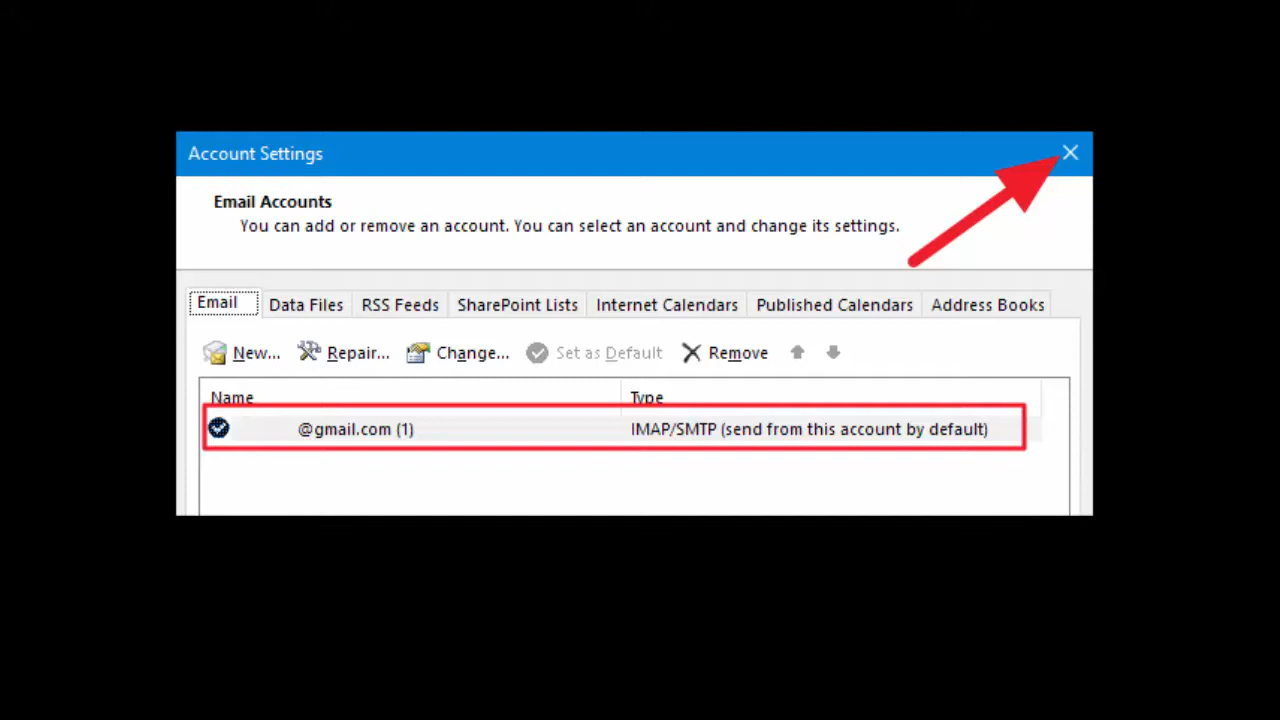 Account Settings
Email Accounts
You can add or remove an account. You can select an account and change its settings.
Email Data Files RSS Feeds SharePoint Lists Internet Calendars Published Calendars Address Books
New... Repair... Change... Set as Default Remove
Name Type
@gmail.com (1) IMAP/SMTP (send from this account by default)